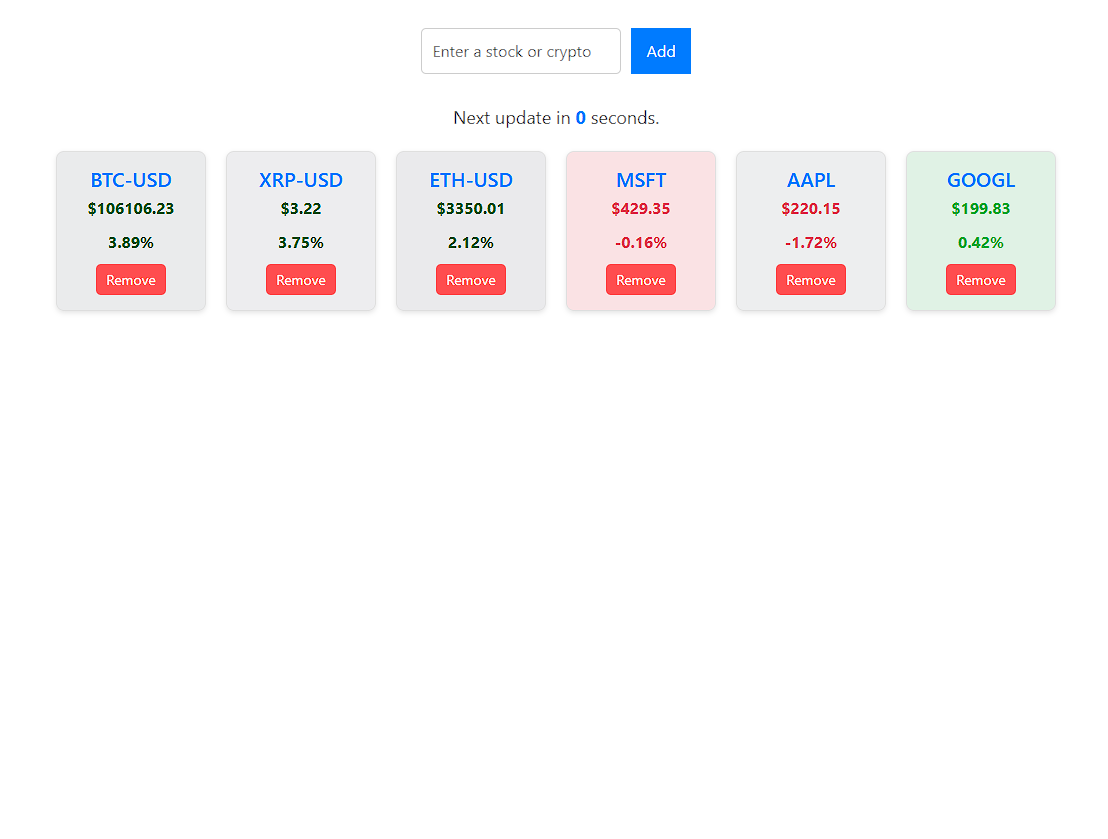 Enter a stock or crypto Add
Next update in 0 seconds.
BTC-USD XRP-USD ETH-USD MSFT AAPL GOOGL
$106106.23 $3.22 $3350.01 $429.35 $220.15 $199.83
3.89% 3.75% 2.12% -0.16% -1.72% 0.42%
Remove Remove Remove Remove Remove Remove